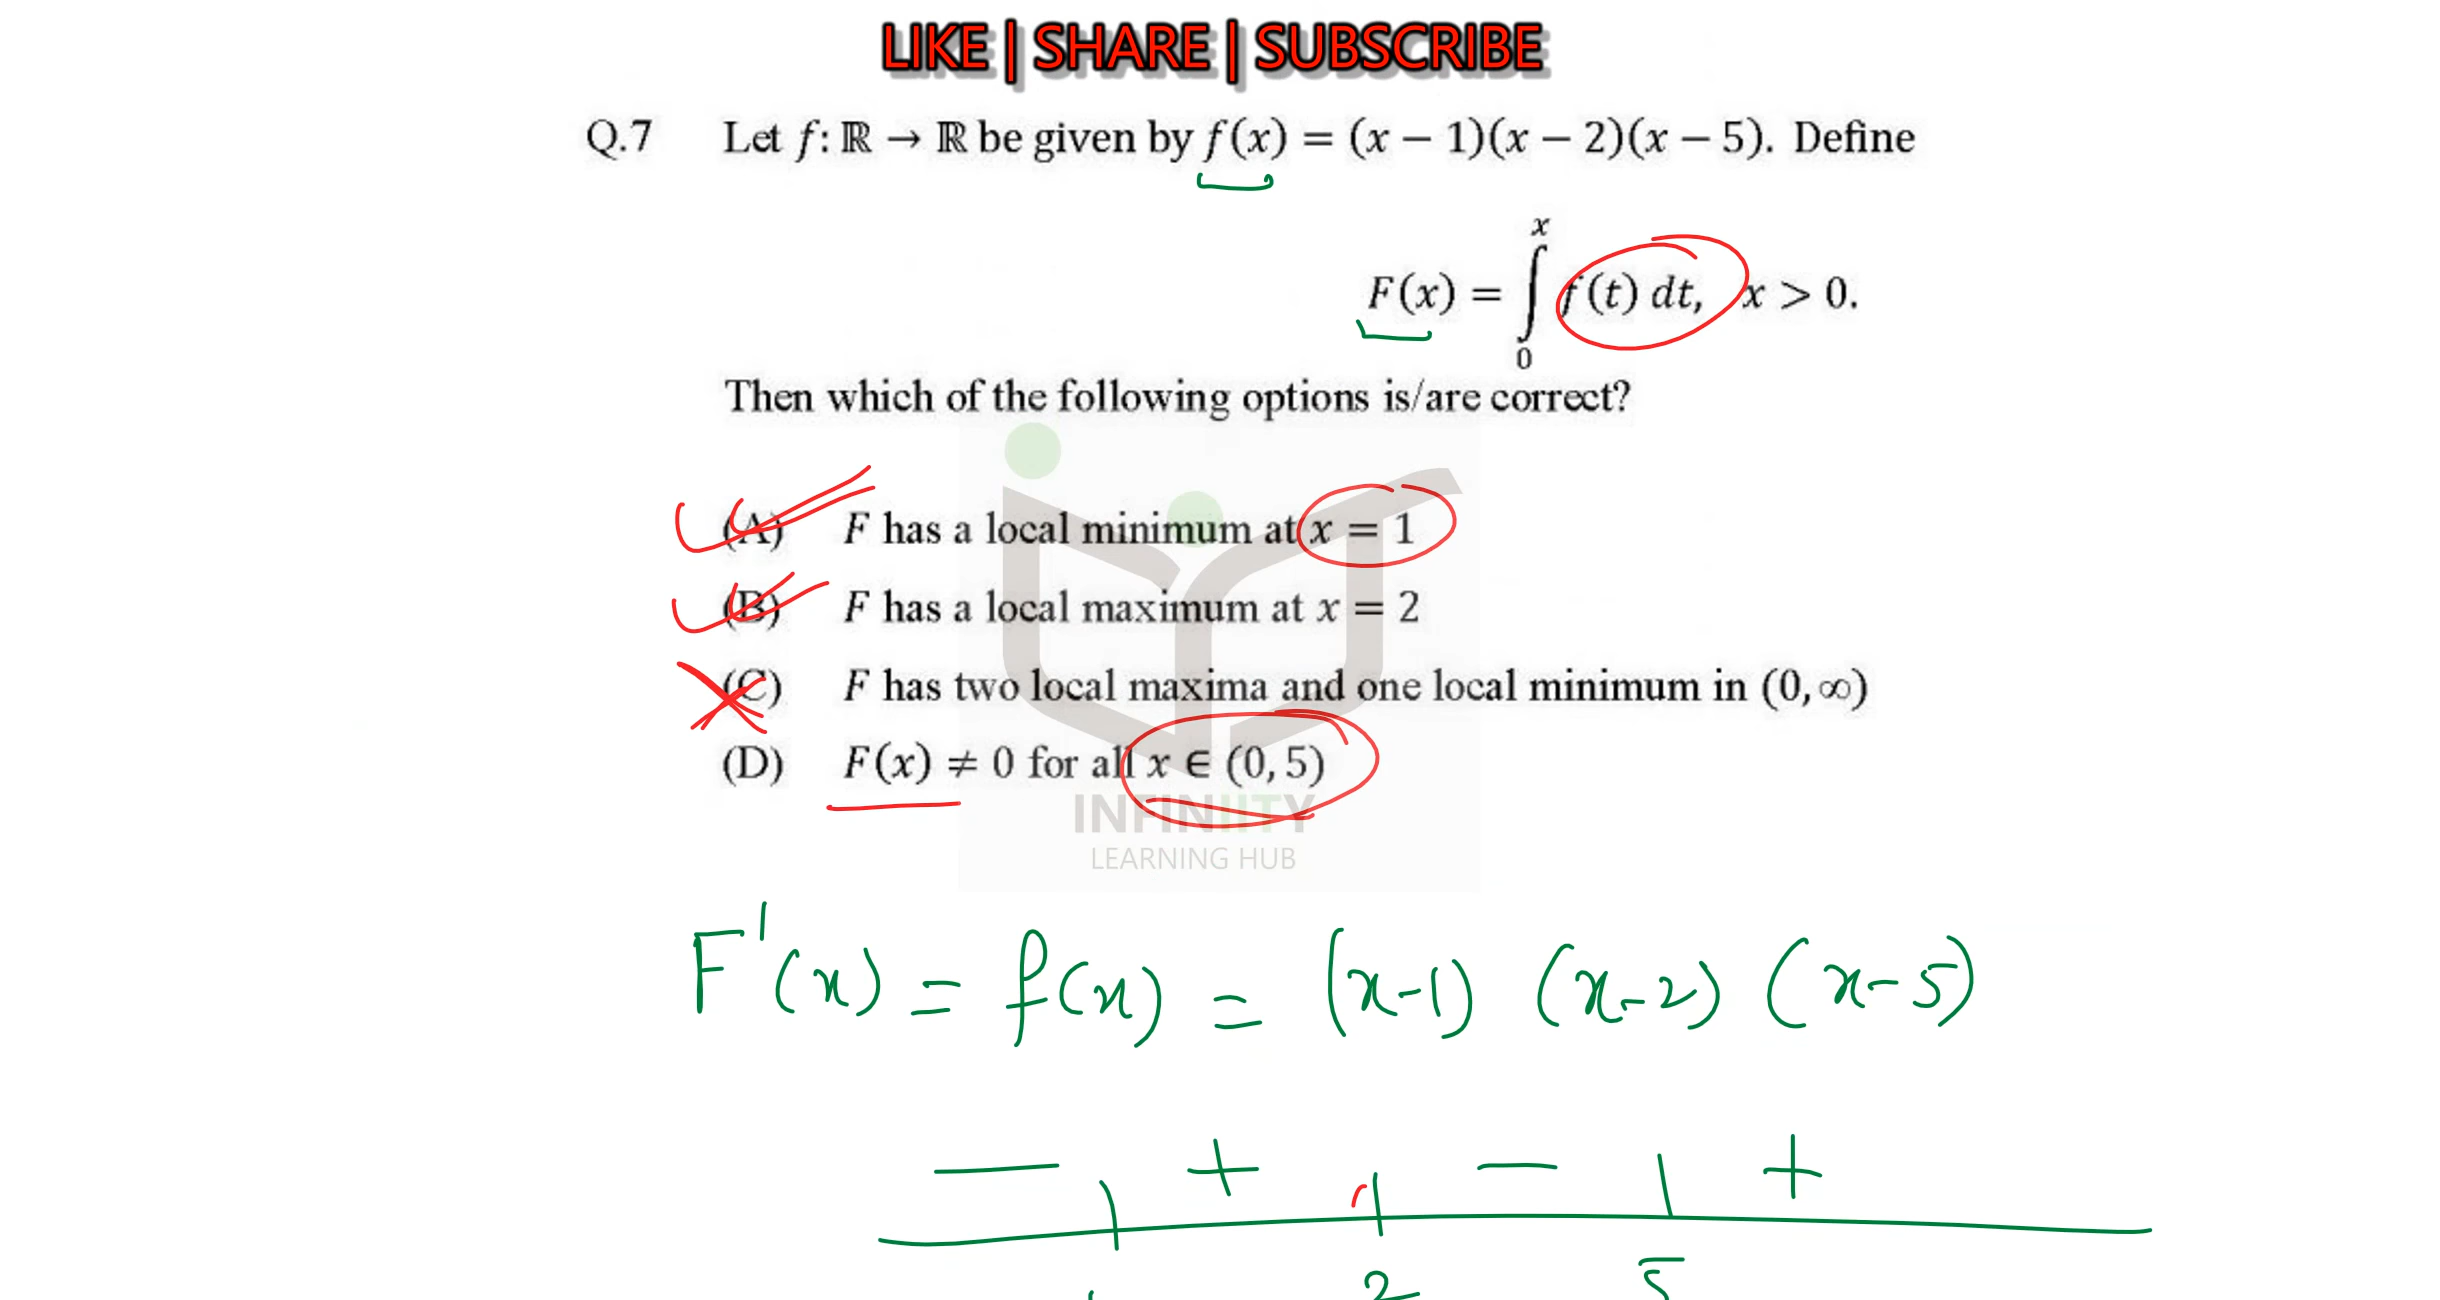 LIKE | SHARE | SUBSCRIBE
Q.7 Let f: ℝ → ℝ be given by f(x) = (x − 1)(x − 2)(x − 5). Define
F(x) = ∫₀ˣ f(t) dt, x > 0.
Then which of the following options is/are correct?
(A) F has a local minimum at x = 1
(B) F has a local maximum at x = 2
(C) F has two local maxima and one local minimum in (0, ∞)
(D) F(x) ≠ 0 for all x ∈ (0, 5)
INFINIITY
LEARNING HUB
F'(x) = f(x) = (x-1) (x-2) (x-5)
− + − +
2 5